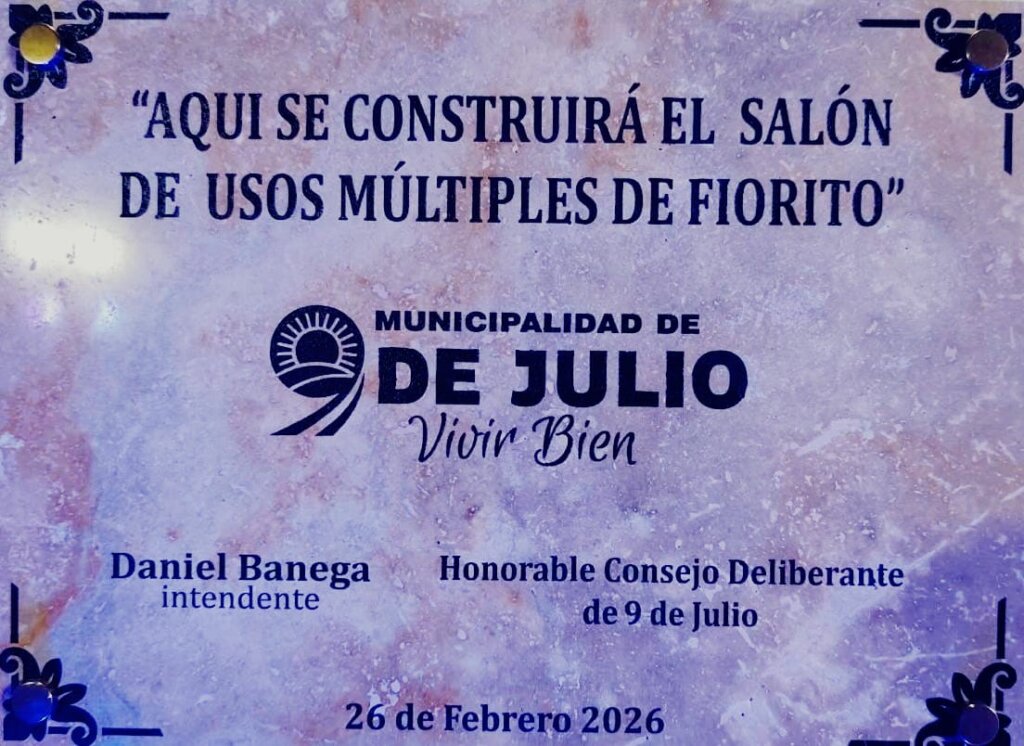 “AQUI SE CONSTRUIRÁ EL SALÓN
DE USOS MÚLTIPLES DE FIORITO”
MUNICIPALIDAD DE
9 DE JULIO
Vivir Bien
Daniel Banega
intendente
Honorable Consejo Deliberante
de 9 de Julio
26 de Febrero 2026